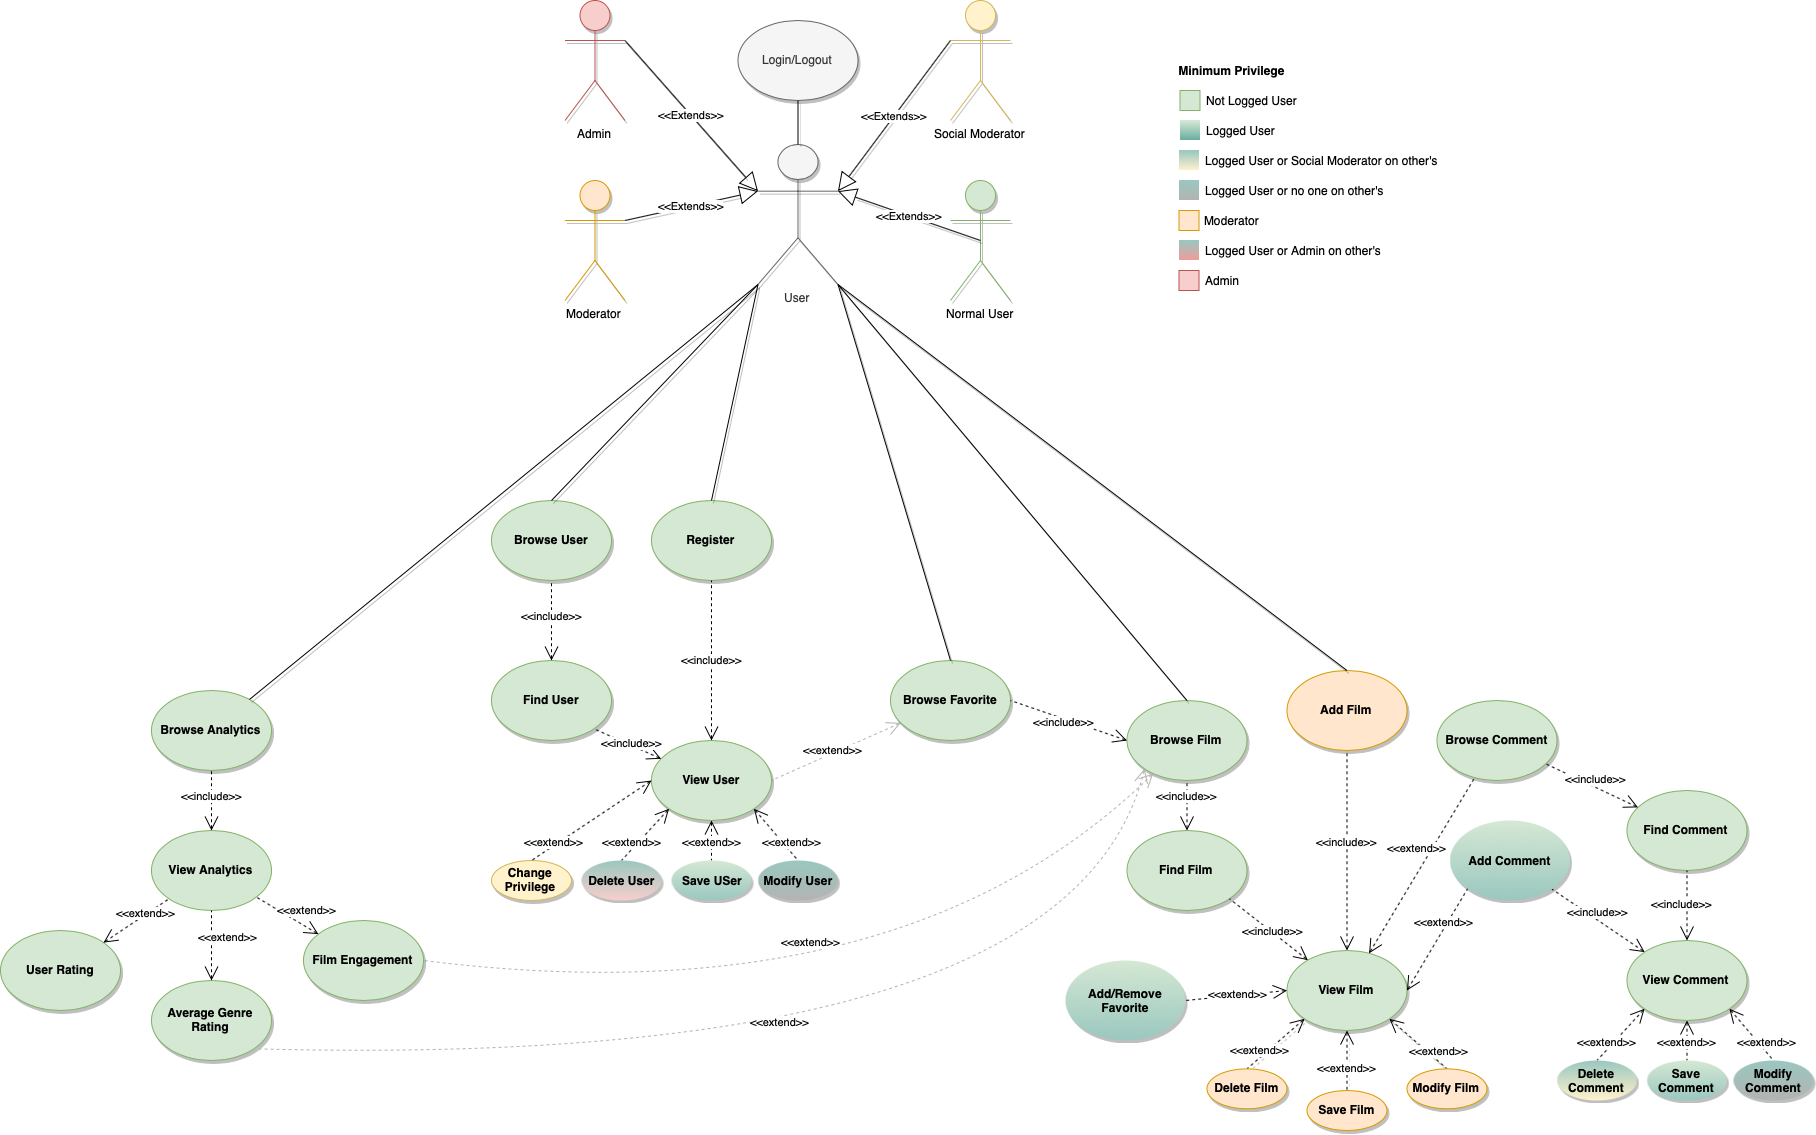 Login/Logout
<<Extends>>
<<Extends>>
Admin
Social Moderator
<<Extends>>
<<Extends>>
Moderator
User
Normal User
Minimum Privilege
Not Logged User
Logged User
Logged User or Social Moderator on other's
Logged User or no one on other's
Moderator
Logged User or Admin on other's
Admin
Browse User
Register
<<include>>
<<include>>
Find User
<<include>>
Browse Analytics
<<include>>
View Analytics
<<extend>>
<<extend>>
<<extend>>
User Rating
Film Engagement
Average Genre
Rating
View User
<<extend>>
<<extend>>
<<extend>>
<<extend>>
Change
Privilege
Delete User
Save USer
Modify User
<<extend>>
<<extend>>
<<extend>>
Browse Favorite
<<include>>
Browse Film
<<include>>
Find Film
<<include>>
Add Film
<<include>>
Browse Comment
<<include>>
<<extend>>
Find Comment
Add Comment
<<include>>
<<include>>
<<extend>>
Add/Remove
Favorite
<<extend>>
View Film
View Comment
<<extend>>
<<extend>>
<<extend>>
Delete Film
Save Film
Modify Film
<<extend>>
<<extend>>
<<extend>>
Delete
Comment
Save
Comment
Modify
Comment